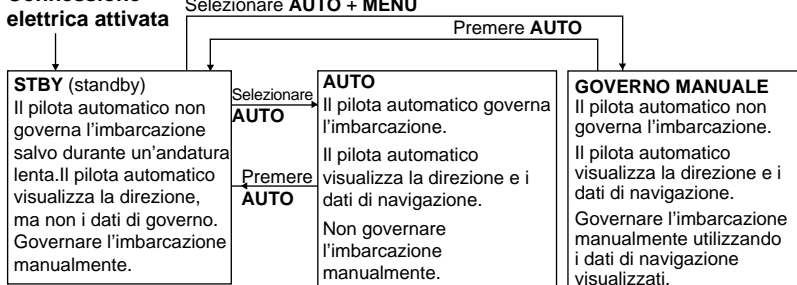 Connessione
elettrica attivata
Selezionare AUTO + MENU
Premere AUTO
STBY (standby)
Il pilota automatico non
governa l'imbarcazione
salvo durante un'andatura
lenta.Il pilota automatico
visualizza la direzione,
ma non i dati di governo.
Governare l'imbarcazione
manualmente.
Selezionare
AUTO
Premere
AUTO
AUTO
Il pilota automatico governa
l'imbarcazione.
Il pilota automatico
visualizza la direzione e i
dati di navigazione.
Non governare
l'imbarcazione
manualmente.
GOVERNO MANUALE
Il pilota automatico non
governa l'imbarcazione.
Il pilota automatico
visualizza la direzione e i
dati di navigazione.
Governare l'imbarcazione
manualmente utilizzando
i dati di navigazione
visualizzati.